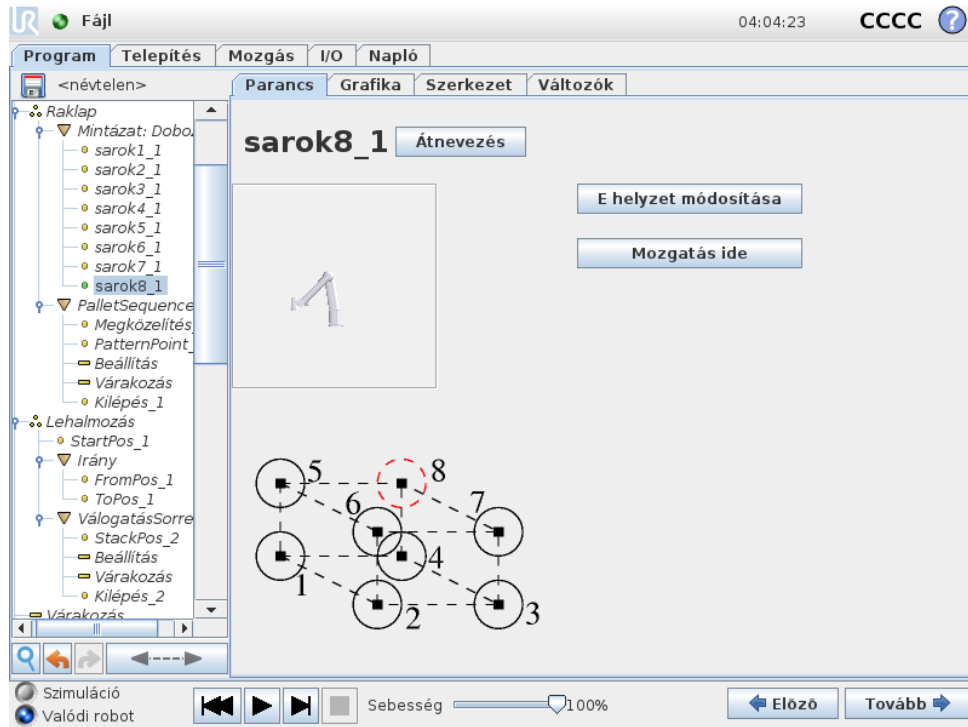 UR Fájl 04:04:23 CCCC ?
Program Telepítés Mozgás I/O Napló
<névtelen>
Parancs Grafika Szerkezet Változók
Raklap
Mintázat: Doboz
sarok1_1
sarok2_1
sarok3_1
sarok4_1
sarok5_1
sarok6_1
sarok7_1
sarok8_1
PalletSequence
Megközelítés
PatternPoint_
Beállítás
Várakozás
Kilépés_1
Lehalmozás
StartPos_1
Irány
FromPos_1
ToPos_1
VálogatásSorre
StackPos_2
Beállítás
Várakozás
Kilépés_2
Várakozás
sarok8_1 Átnevezés
E helyzet módosítása
Mozgatás ide
5 8
6 7
4
1
2 3
Szimuláció
Valódi robot
Sebesség 100%
Előző Tovább